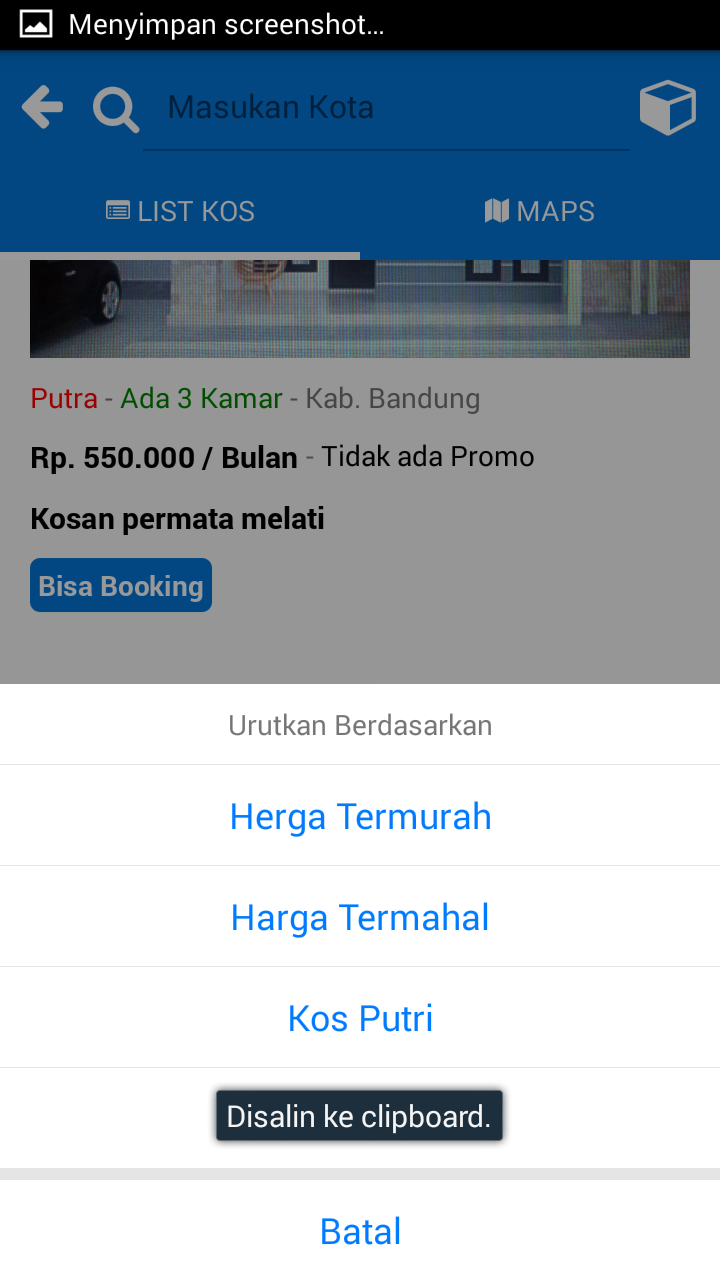 Menyimpan screenshot...
Masukan Kota
LIST KOS MAPS
Putra - Ada 3 Kamar - Kab. Bandung
Rp. 550.000 / Bulan - Tidak ada Promo
Kosan permata melati
Bisa Booking
Urutkan Berdasarkan
Herga Termurah
Harga Termahal
Kos Putri
Disalin ke clipboard.
Batal